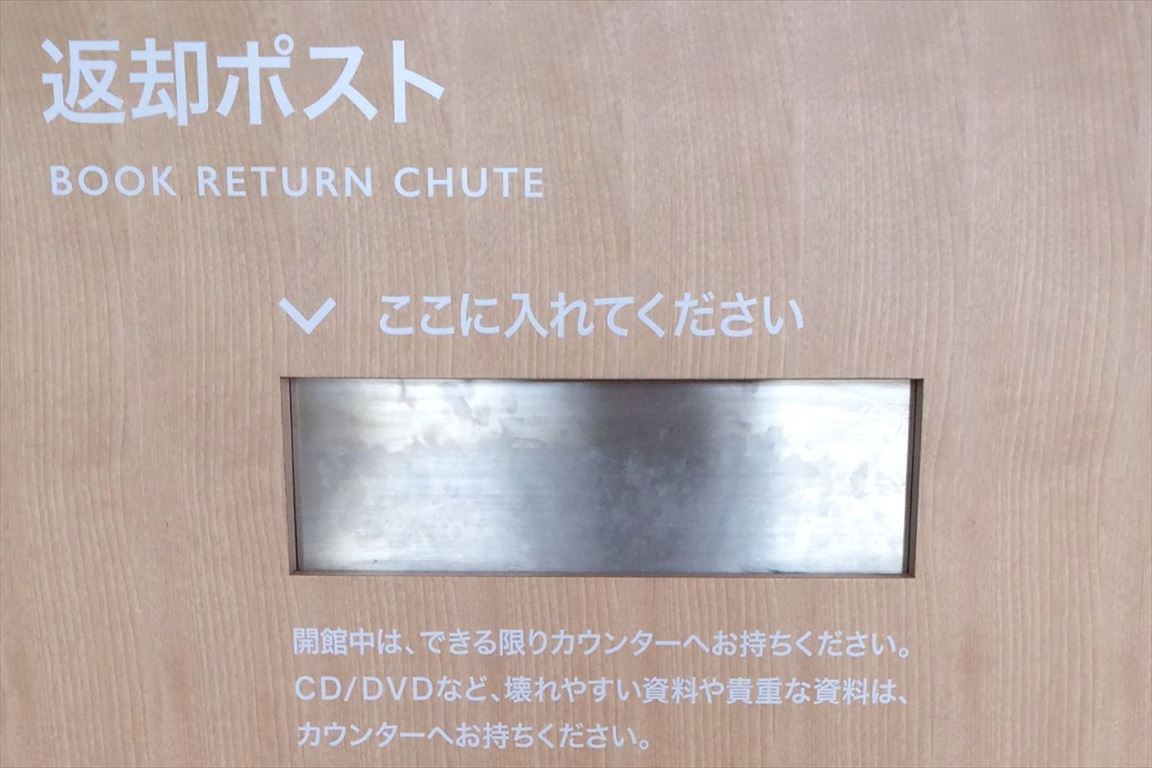 返却ポスト
BOOK RETURN CHUTE
ここに入れてください
開館中は、できる限りカウンターへお持ちください。
CD/DVDなど、壊れやすい資料や貴重な資料は、
カウンターへお持ちください。